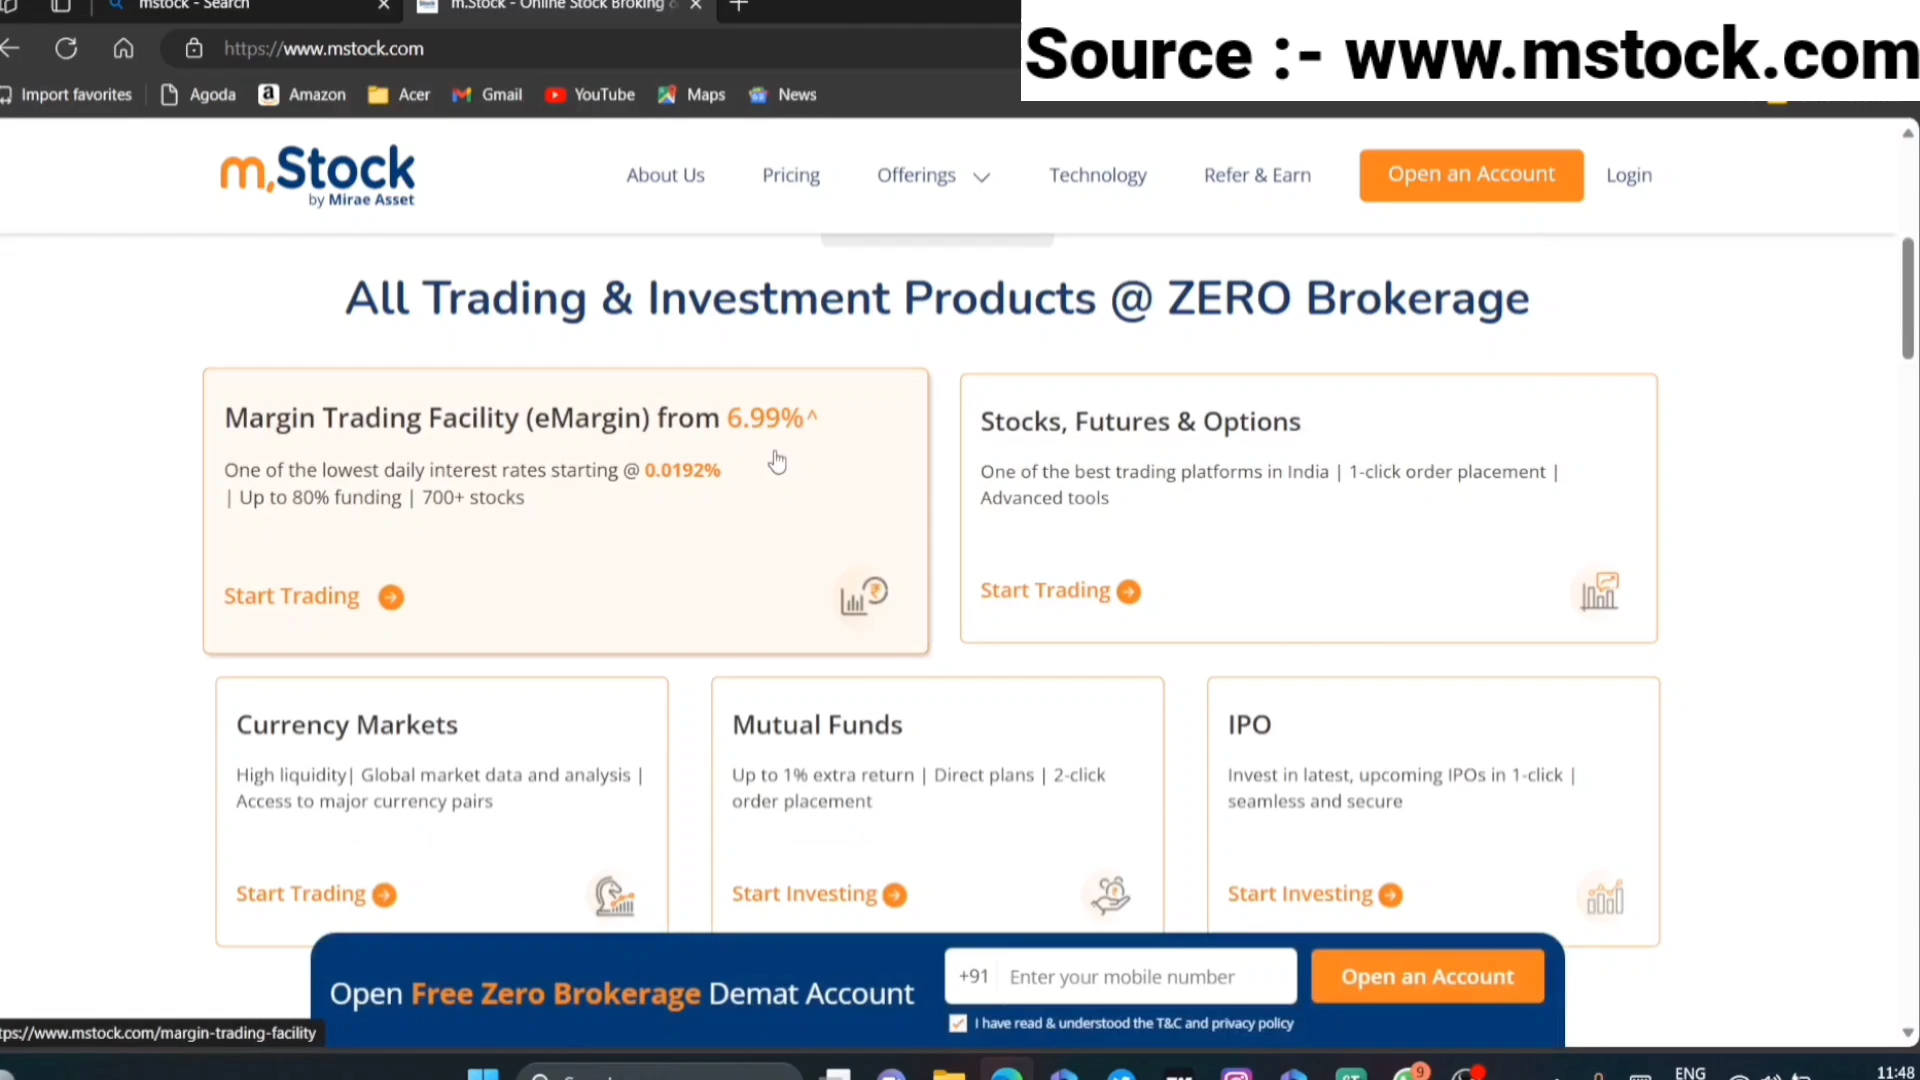 mstock - Search
m.Stock - Online Stock Broking &
Source :- www.mstock.com
https://www.mstock.com
Import favorites
Agoda
Amazon
Acer
Gmail
YouTube
Maps
News
m.Stock
by Mirae Asset
About Us
Pricing
Offerings
Technology
Refer & Earn
Open an Account
Login
All Trading & Investment Products @ ZERO Brokerage
Margin Trading Facility (eMargin) from 6.99%^
One of the lowest daily interest rates starting @ 0.0192%
| Up to 80% funding | 700+ stocks
Start Trading
Stocks, Futures & Options
One of the best trading platforms in India | 1-click order placement |
Advanced tools
Start Trading
Currency Markets
High liquidity| Global market data and analysis |
Access to major currency pairs
Start Trading
Mutual Funds
Up to 1% extra return | Direct plans | 2-click
order placement
Start Investing
IPO
Invest in latest, upcoming IPOs in 1-click |
seamless and secure
Start Investing
Open Free Zero Brokerage Demat Account
+91 Enter your mobile number
Open an Account
I have read & understood the T&C and privacy policy
tps://www.mstock.com/margin-trading-facility
9
ENG
11:48